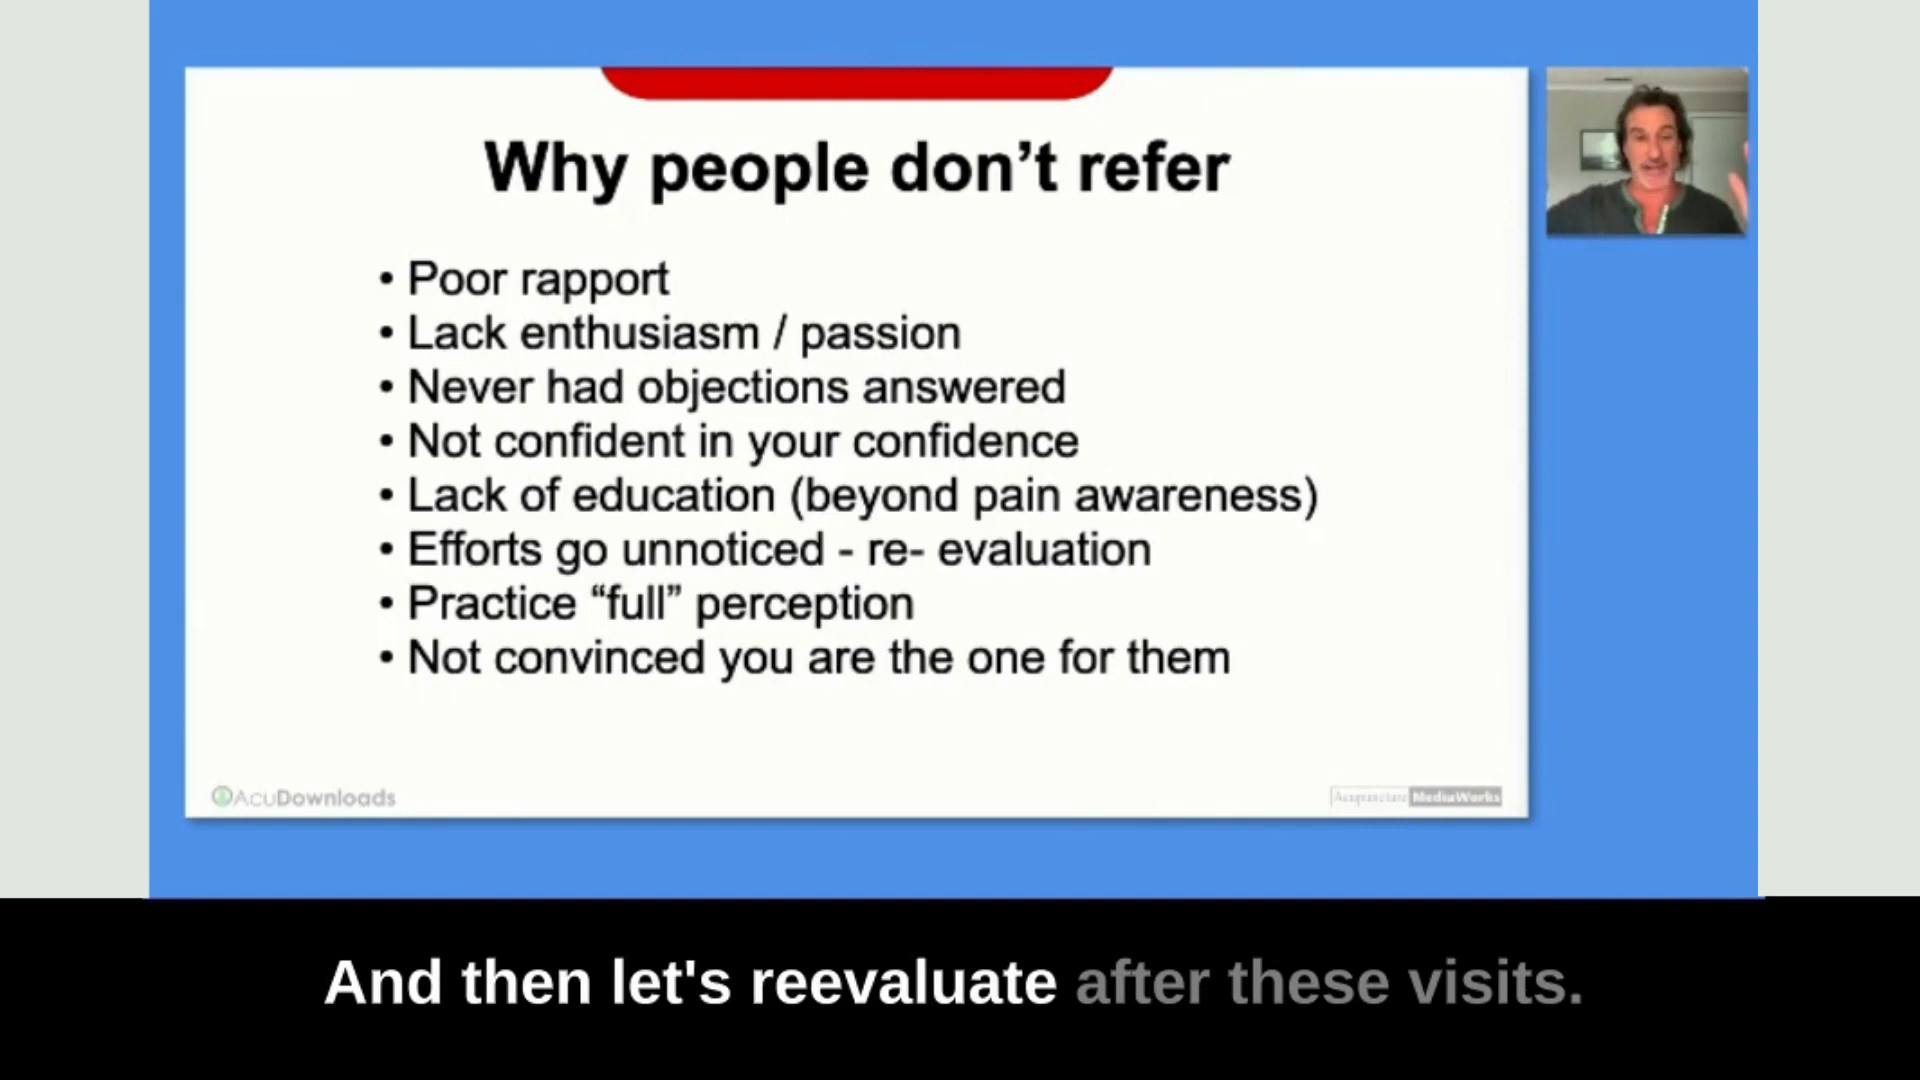 Why people don’t refer
• Poor rapport
• Lack enthusiasm / passion
• Never had objections answered
• Not confident in your confidence
• Lack of education (beyond pain awareness)
• Efforts go unnoticed - re- evaluation
• Practice “full” perception
• Not convinced you are the one for them
AcuDownloads
Acupuncture MediaWorks
And then let's reevaluate after these visits.